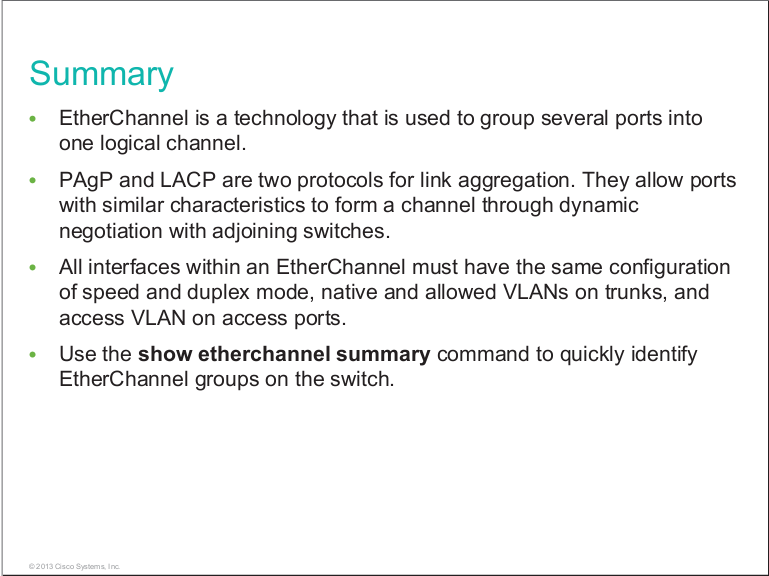 Summary
• EtherChannel is a technology that is used to group several ports into
one logical channel.
• PAgP and LACP are two protocols for link aggregation. They allow ports
with similar characteristics to form a channel through dynamic
negotiation with adjoining switches.
• All interfaces within an EtherChannel must have the same configuration
of speed and duplex mode, native and allowed VLANs on trunks, and
access VLAN on access ports.
• Use the show etherchannel summary command to quickly identify
EtherChannel groups on the switch.
© 2013 Cisco Systems, Inc.